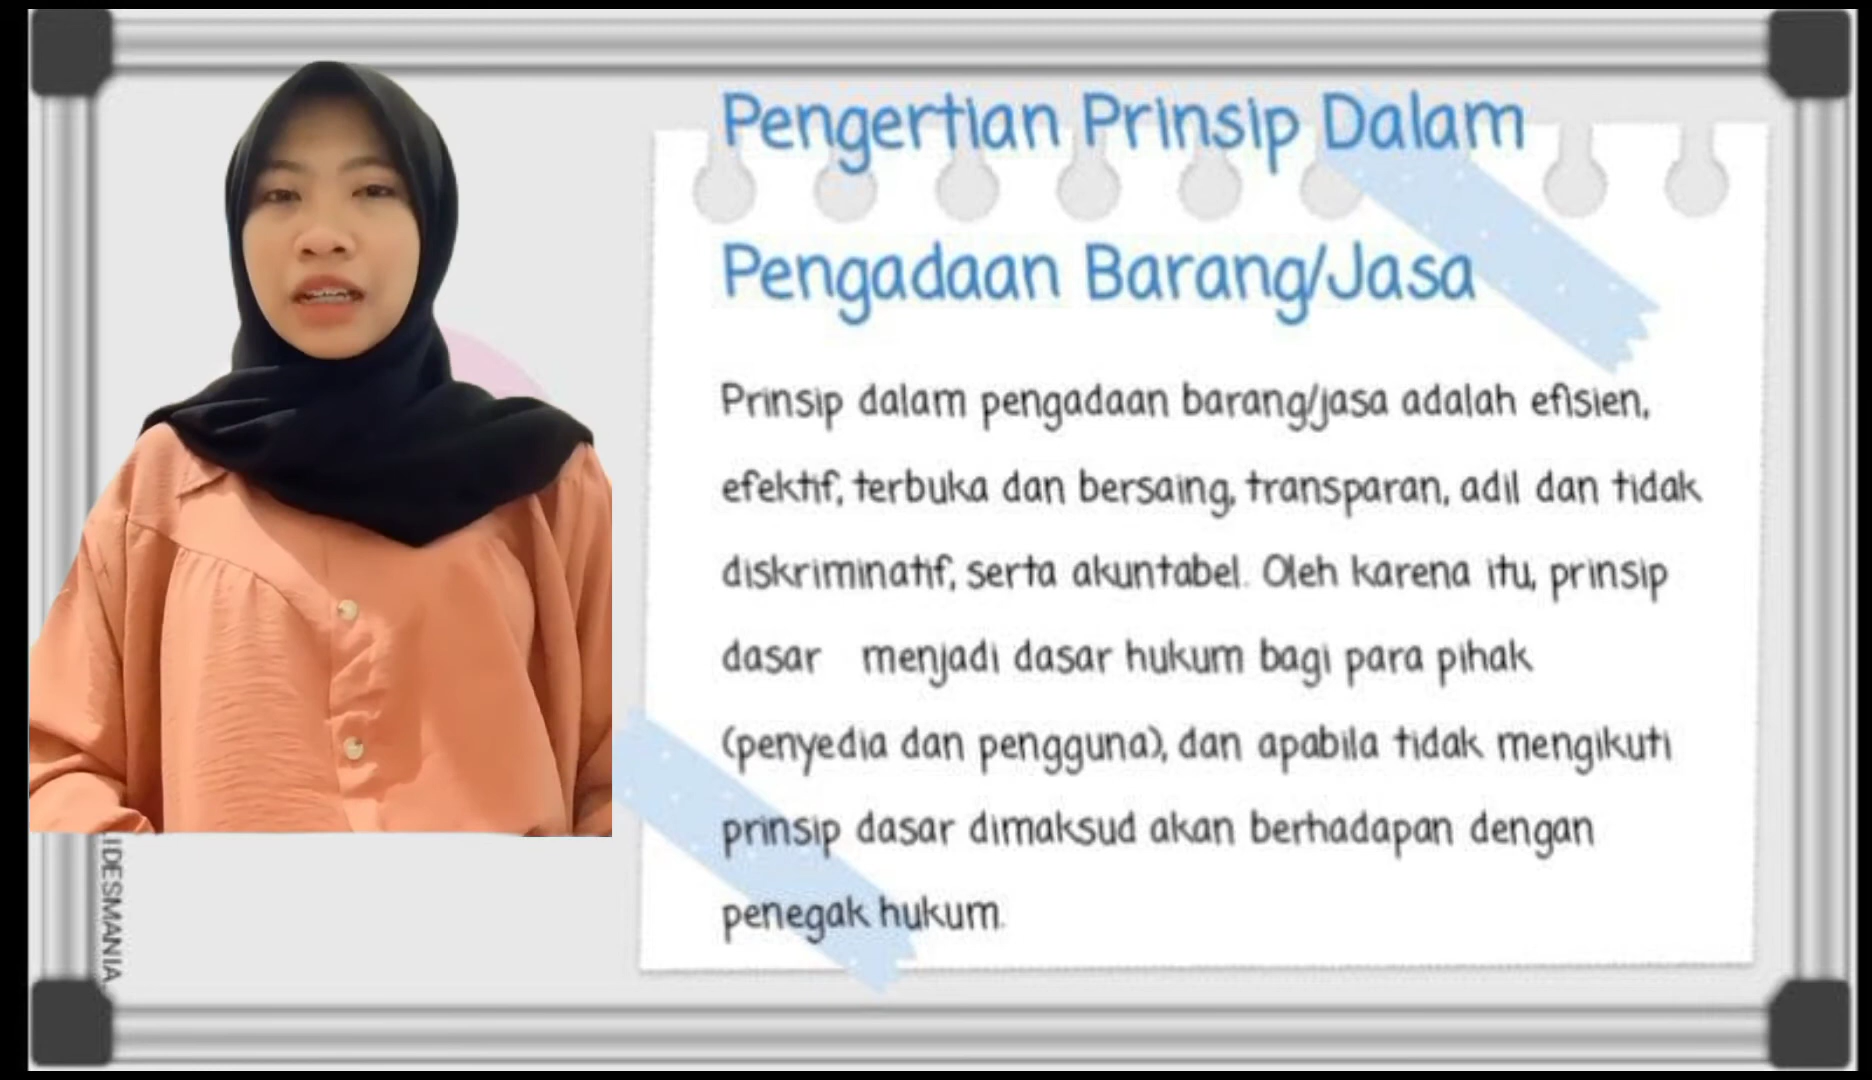 Pengertian Prinsip Dalam
Pengadaan Barang/Jasa
Prinsip dalam pengadaan barang/jasa adalah efisien,
efektif, terbuka dan bersaing, transparan, adil dan tidak
diskriminatif, serta akuntabel. Oleh karena itu, prinsip
dasar menjadi dasar hukum bagi para pihak
(penyedia dan pengguna), dan apabila tidak mengikuti
prinsip dasar dimaksud akan berhadapan dengan
penegak hukum.